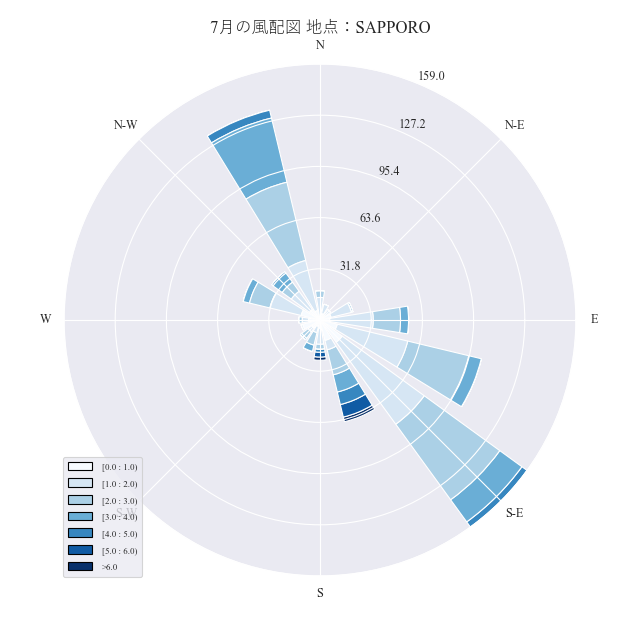 7月の風配図 地点：SAPPORO
N
159.0
N-W
127.2
N-E
95.4
63.6
31.8
W
E
[0.0 : 1.0)
[1.0 : 2.0)
[2.0 : 3.0)
S-W
[3.0 : 4.0)
S-E
[4.0 : 5.0)
[5.0 : 6.0)
>6.0
S